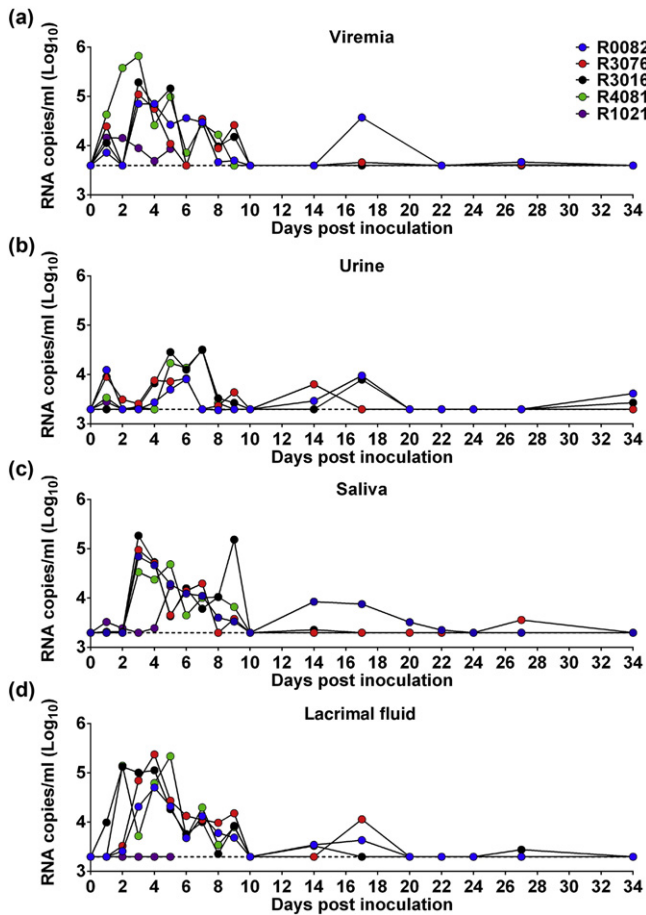 (a)
Viremia
RNA copies/ml (Log10)
6
5
4
3
0 2 4 6 8 10 12 14 16 18 20 22 24 26 28 30 32 34
Days post inoculation
R0082
R3076
R3016
R4081
R1021
(b)
Urine
RNA copies/ml (Log10)
6
5
4
3
0 2 4 6 8 10 12 14 16 18 20 22 24 26 28 30 32 34
Days post inoculation
(c)
Saliva
RNA copies/ml (Log10)
6
5
4
3
0 2 4 6 8 10 12 14 16 18 20 22 24 26 28 30 32 34
Days post inoculation
(d)
Lacrimal fluid
RNA copies/ml (Log10)
6
5
4
3
0 2 4 6 8 10 12 14 16 18 20 22 24 26 28 30 32 34
Days post inoculation